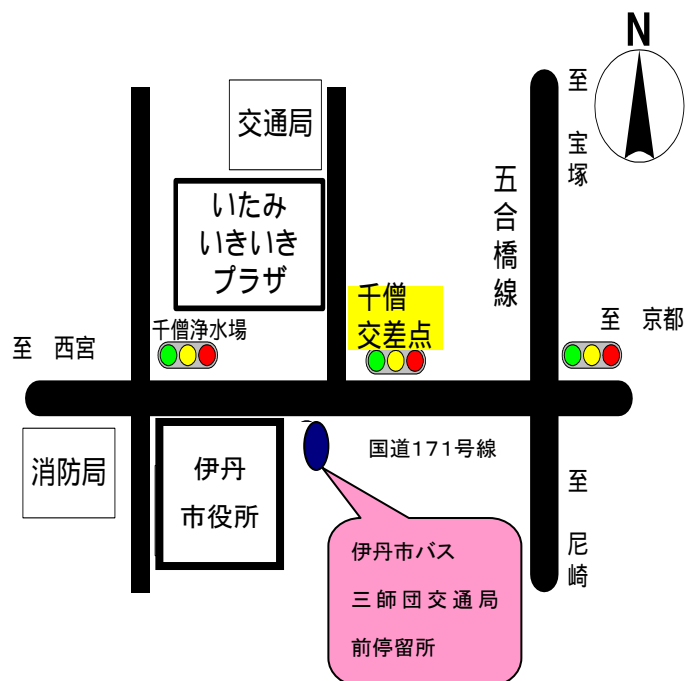 N
交通局
至 宝塚
五合橋線
いたみ
いきいき
プラザ
千僧
交差点
千僧浄水場
至 西宮
至 京都
国道171号線
消防局
伊丹
市役所
至 尼崎
伊丹市バス
三師団交通局
前停留所